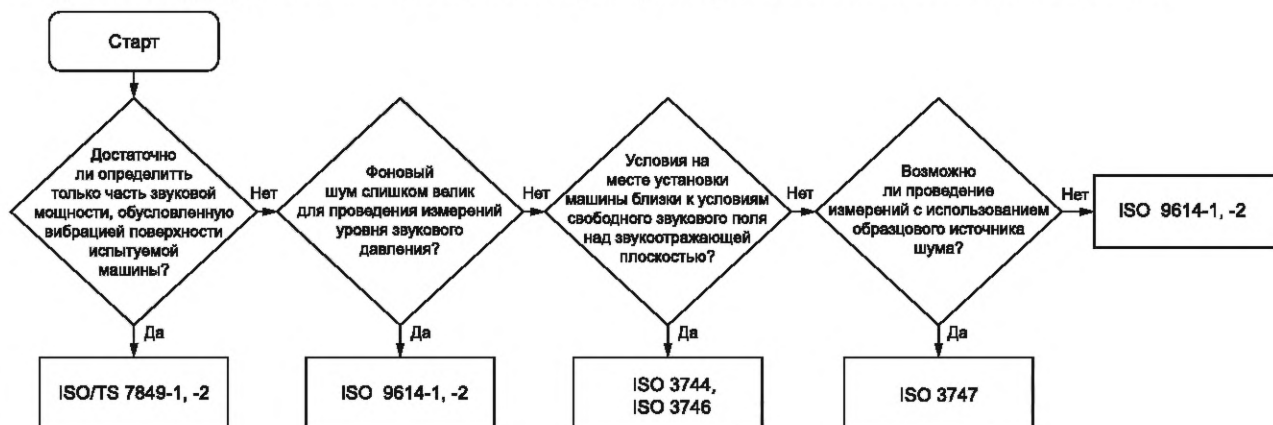 Старт
Достаточно
ли определитть
только часть звуковой
мощности, обусловленную
вибрацией поверхности
испытуемой
машины?
Нет
Да
ISO/TS 7849-1, -2
Фоновый
шум слишком велик
для проведения измерений
уровня звукового
давления?
Нет
Да
ISO 9614-1, -2
Условия на
месте установки
машины близки к условиям
свободного звукового поля
над звукоотражающей
плоскостью?
Нет
Да
ISO 3744,
ISO 3746
Возможно
ли проведение
измерений с использованием
образцового источника
шума?
Нет
Да
ISO 3747
ISO 9614-1, -2